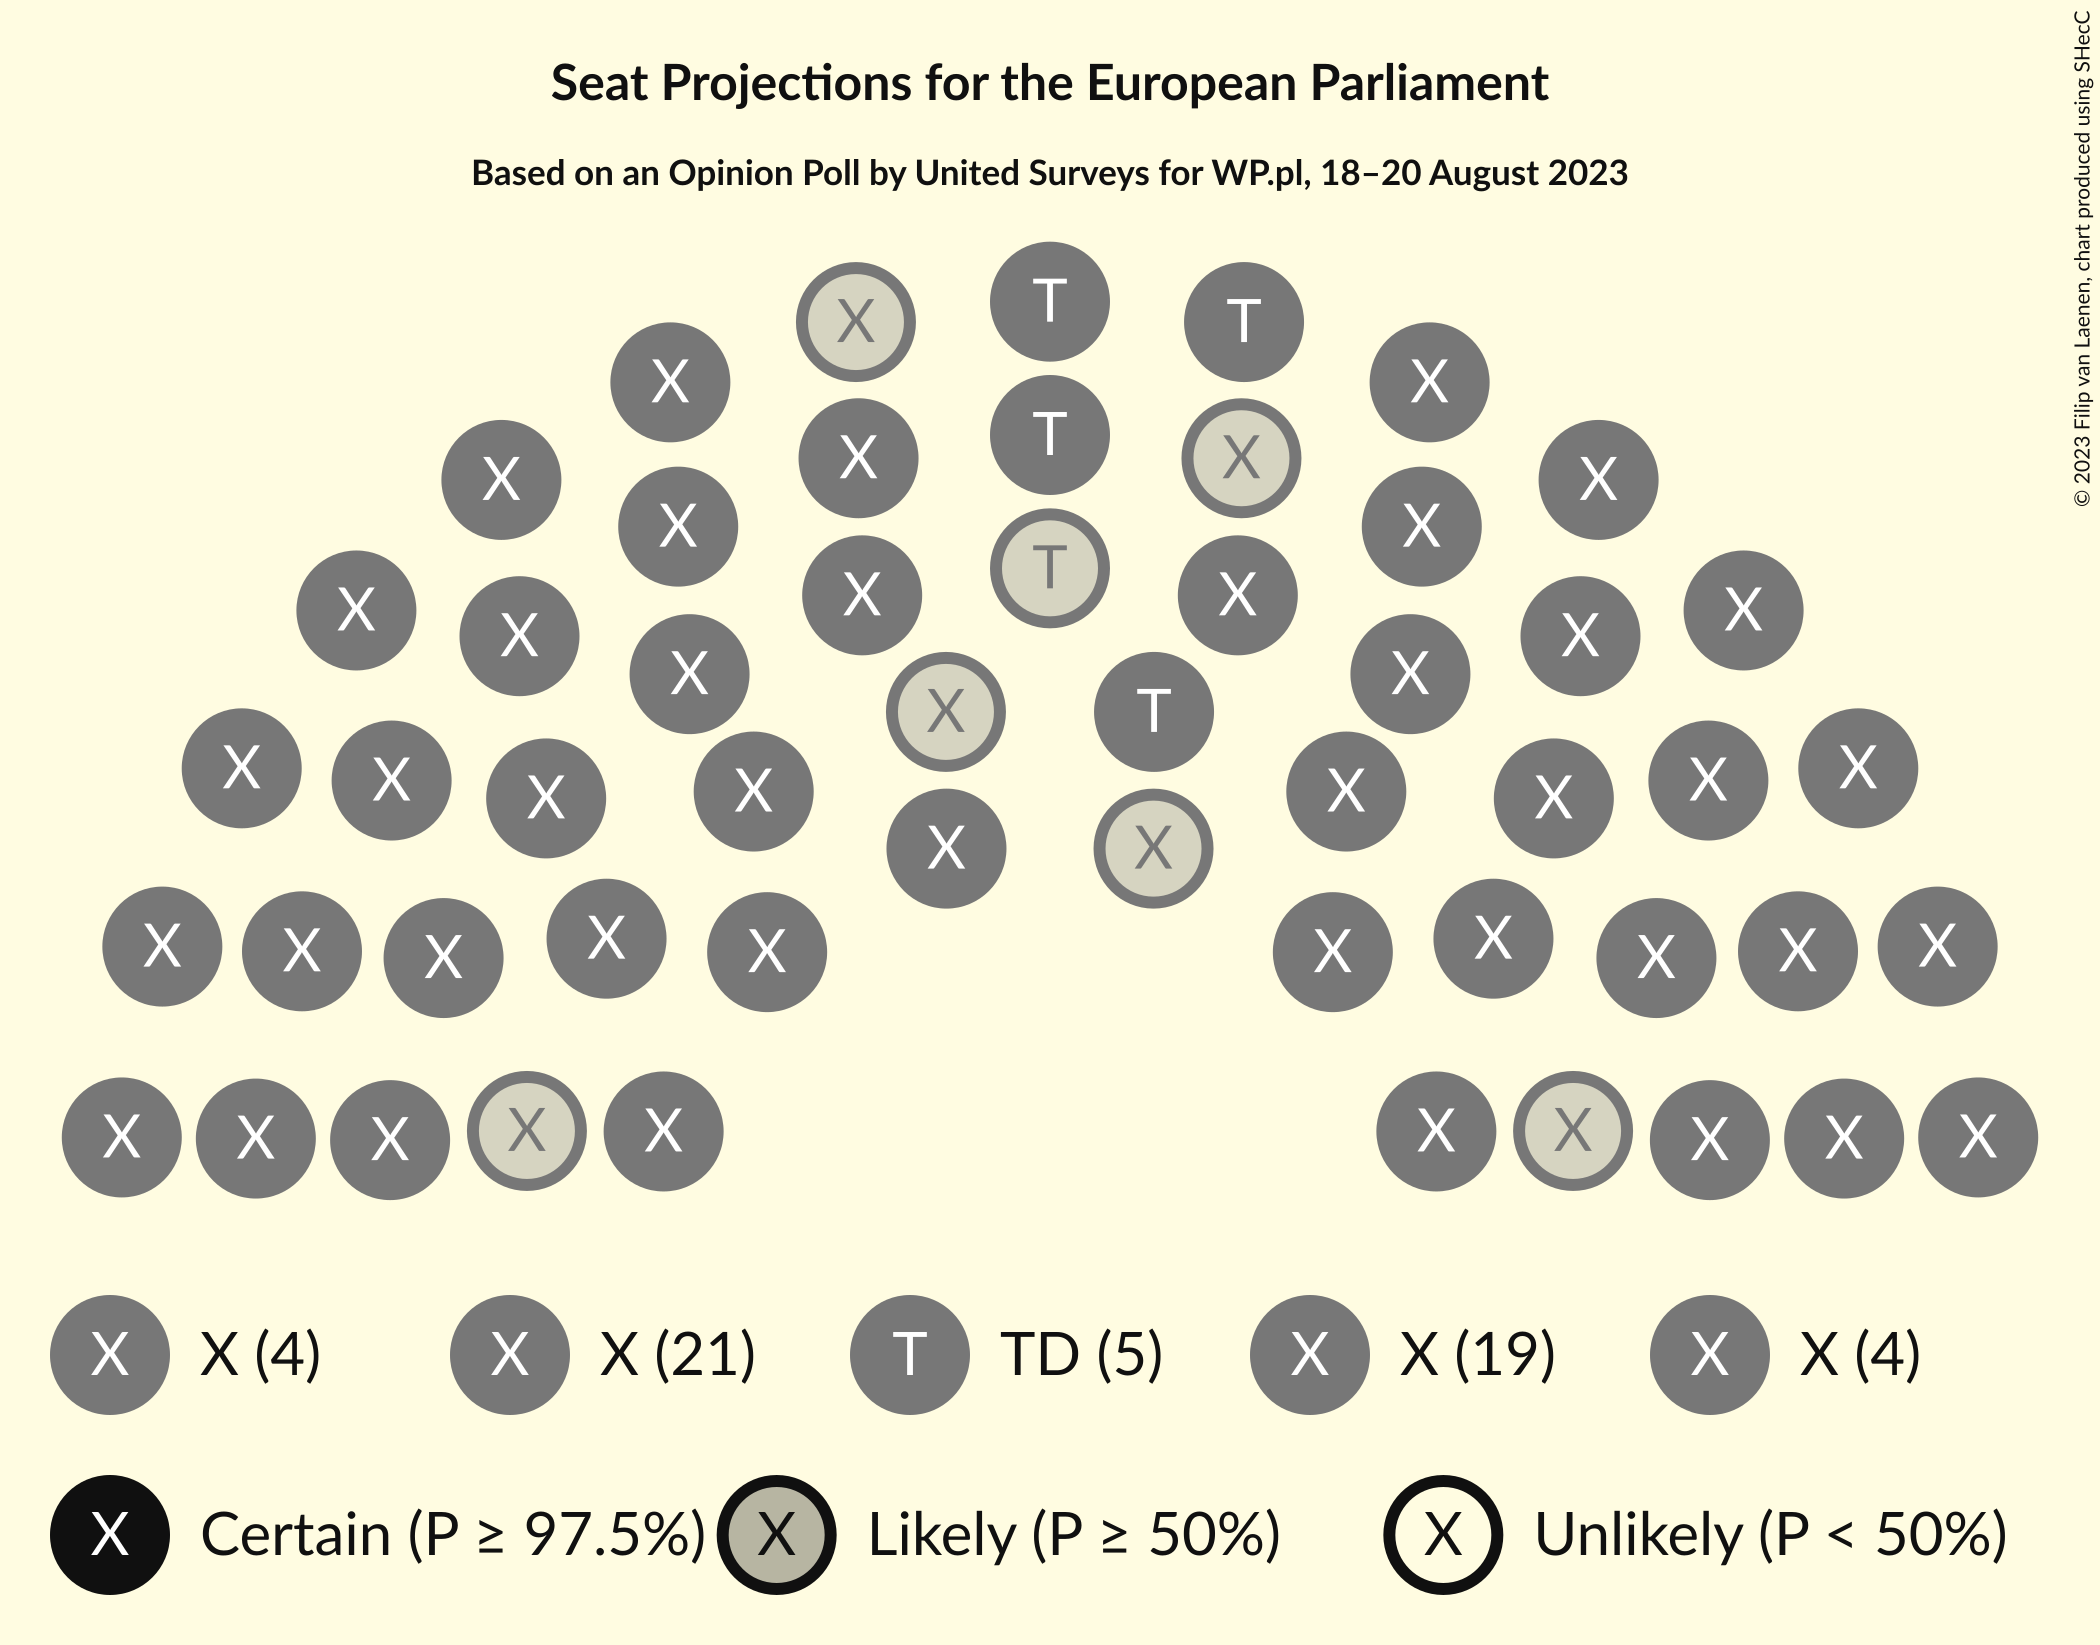 Seat Projections for the European Parliament
Based on an Opinion Poll by United Surveys for WP.pl, 18–20 August 2023
© 2023 Filip van Laenen, chart produced using SHecC
X T T
X X
X T X
X X
X X
T
X X
X X
X X
X X
X T
X X
X X
X X X X
X X
X X
X X X X X X X X X X
X X X X X X X X X X
X X (4) X X (21) T TD (5) X X (19) X X (4)
X Certain (P ≥ 97.5%) X Likely (P ≥ 50%) X Unlikely (P < 50%)